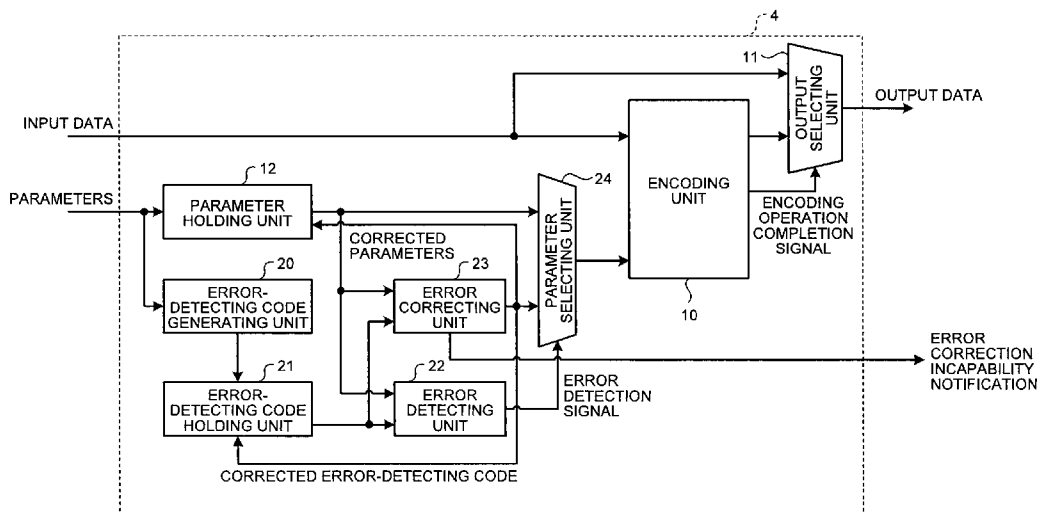 4
11
OUTPUT
SELECTING
UNIT
OUTPUT DATA
INPUT DATA
ENCODING
UNIT
10
ENCODING
OPERATION
COMPLETION
SIGNAL
PARAMETERS
12
PARAMETER
HOLDING UNIT
24
PARAMETER
SELECTING UNIT
CORRECTED
PARAMETERS
20
ERROR-
DETECTING CODE
GENERATING UNIT
23
ERROR
CORRECTING
UNIT
ERROR
CORRECTION
INCAPABILITY
NOTIFICATION
21
ERROR-
DETECTING CODE
HOLDING UNIT
22
ERROR
DETECTING
UNIT
ERROR
DETECTION
SIGNAL
CORRECTED ERROR-DETECTING CODE